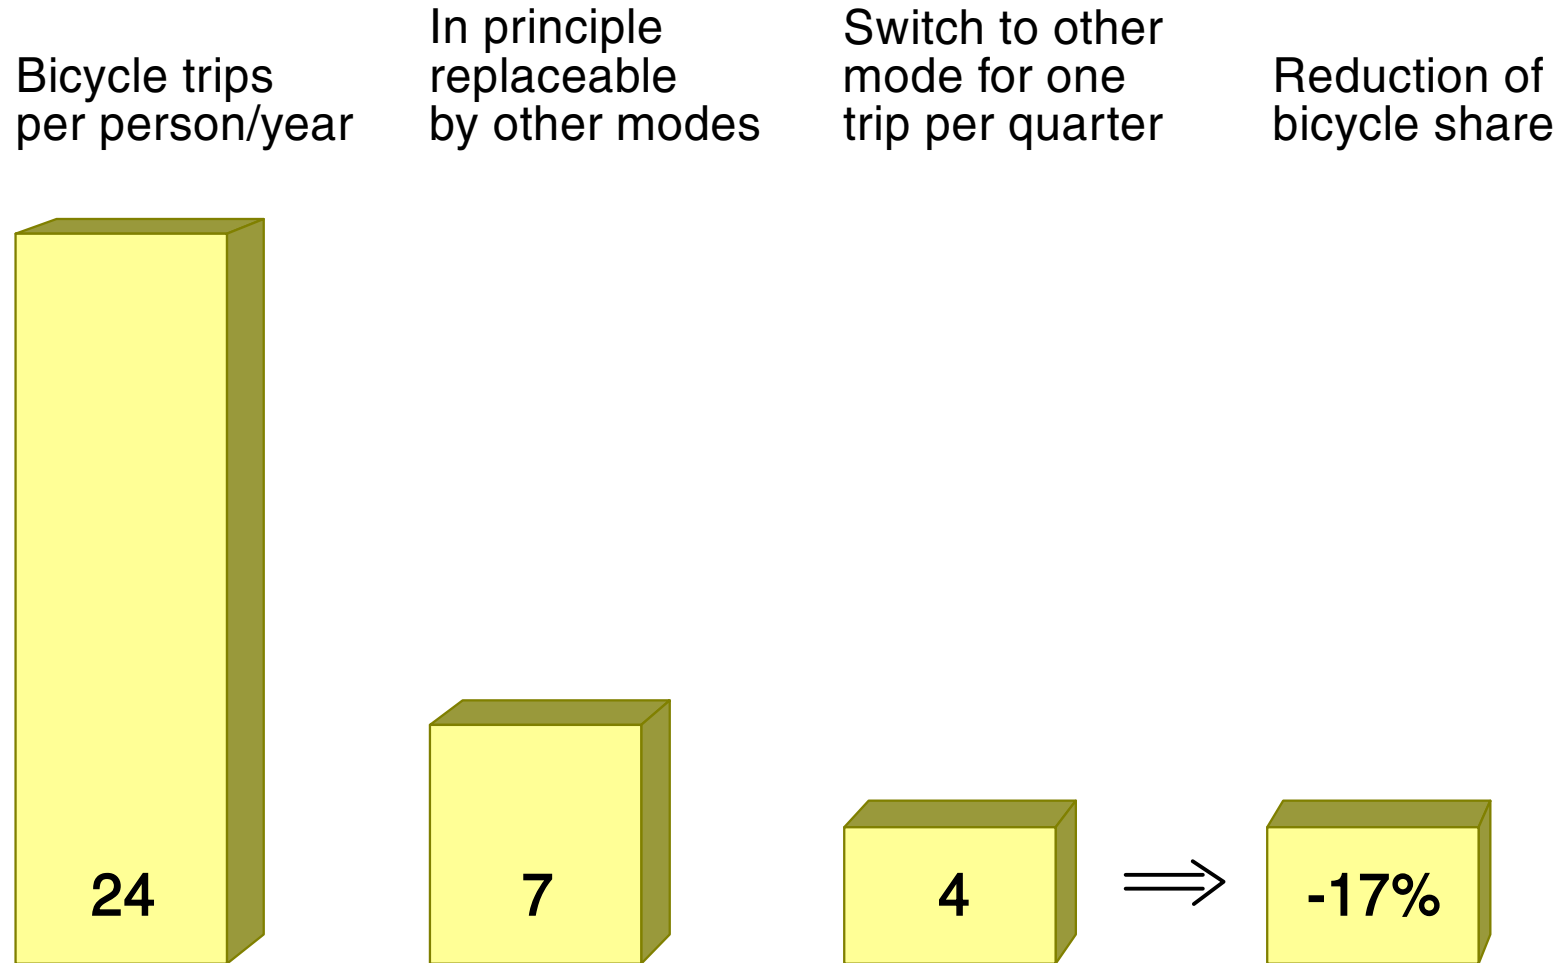 Bicycle trips
per person/year
In principle
replaceable
by other modes
Switch to other
mode for one
trip per quarter
Reduction of
bicycle share
24
7
4
-17%